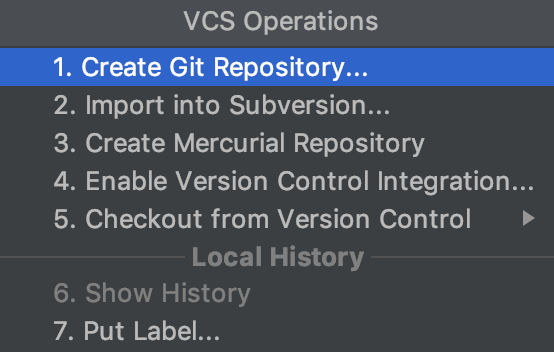 VCS Operations
1. Create Git Repository...
2. Import into Subversion...
3. Create Mercurial Repository
4. Enable Version Control Integration...
5. Checkout from Version Control
Local History
6. Show History
7. Put Label...